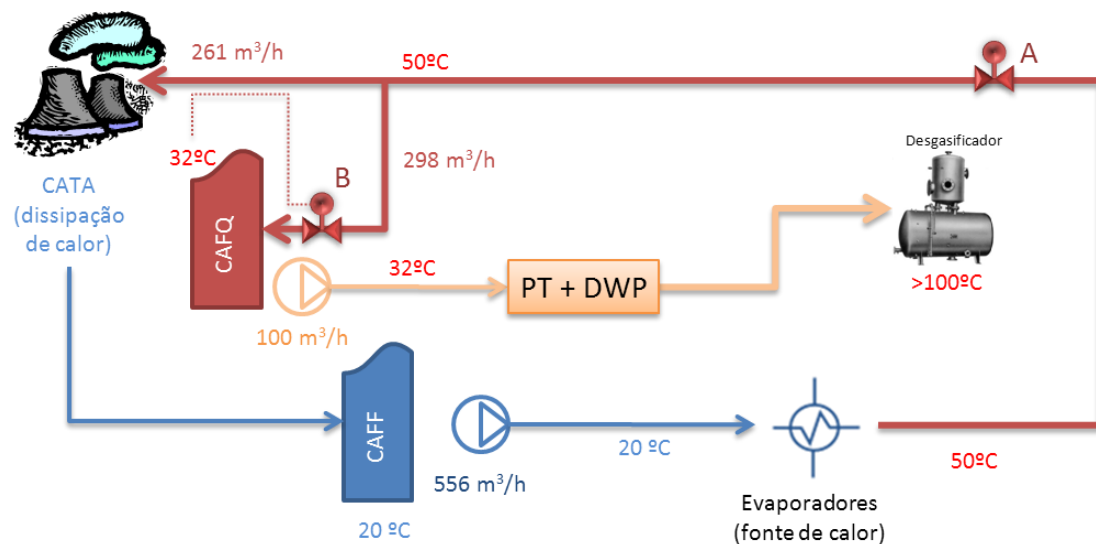 261 m³/h
50ºC
A
Desgasificador
32ºC
298 m³/h
B
CATA
(dissipação
de calor)
CAFQ
32ºC
PT + DWP
>100ºC
100 m³/h
CAFF
20 ºC
50ºC
556 m³/h
Evaporadores
(fonte de calor)
20 ºC